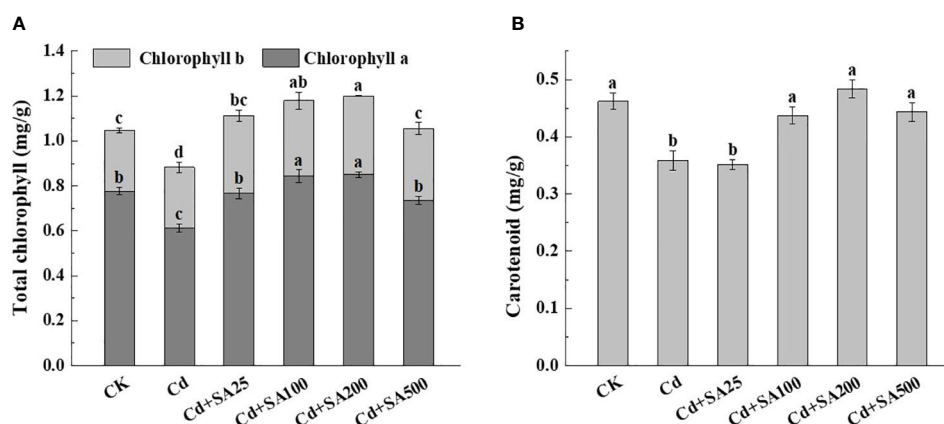 A
Total chlorophyll (mg/g)
1.4
1.2
1.0
0.8
0.6
0.4
0.2
0.0
Chlorophyll b
Chlorophyll a
c
b
d
c
bc
b
ab
a
a
a
c
b
CK
Cd
Cd+SA25
Cd+SA100
Cd+SA200
Cd+SA500
B
Carotenoid (mg/g)
0.5
0.4
0.3
0.2
0.1
0.0
a
b
b
a
a
a
CK
Cd
Cd+SA25
Cd+SA100
Cd+SA200
Cd+SA500